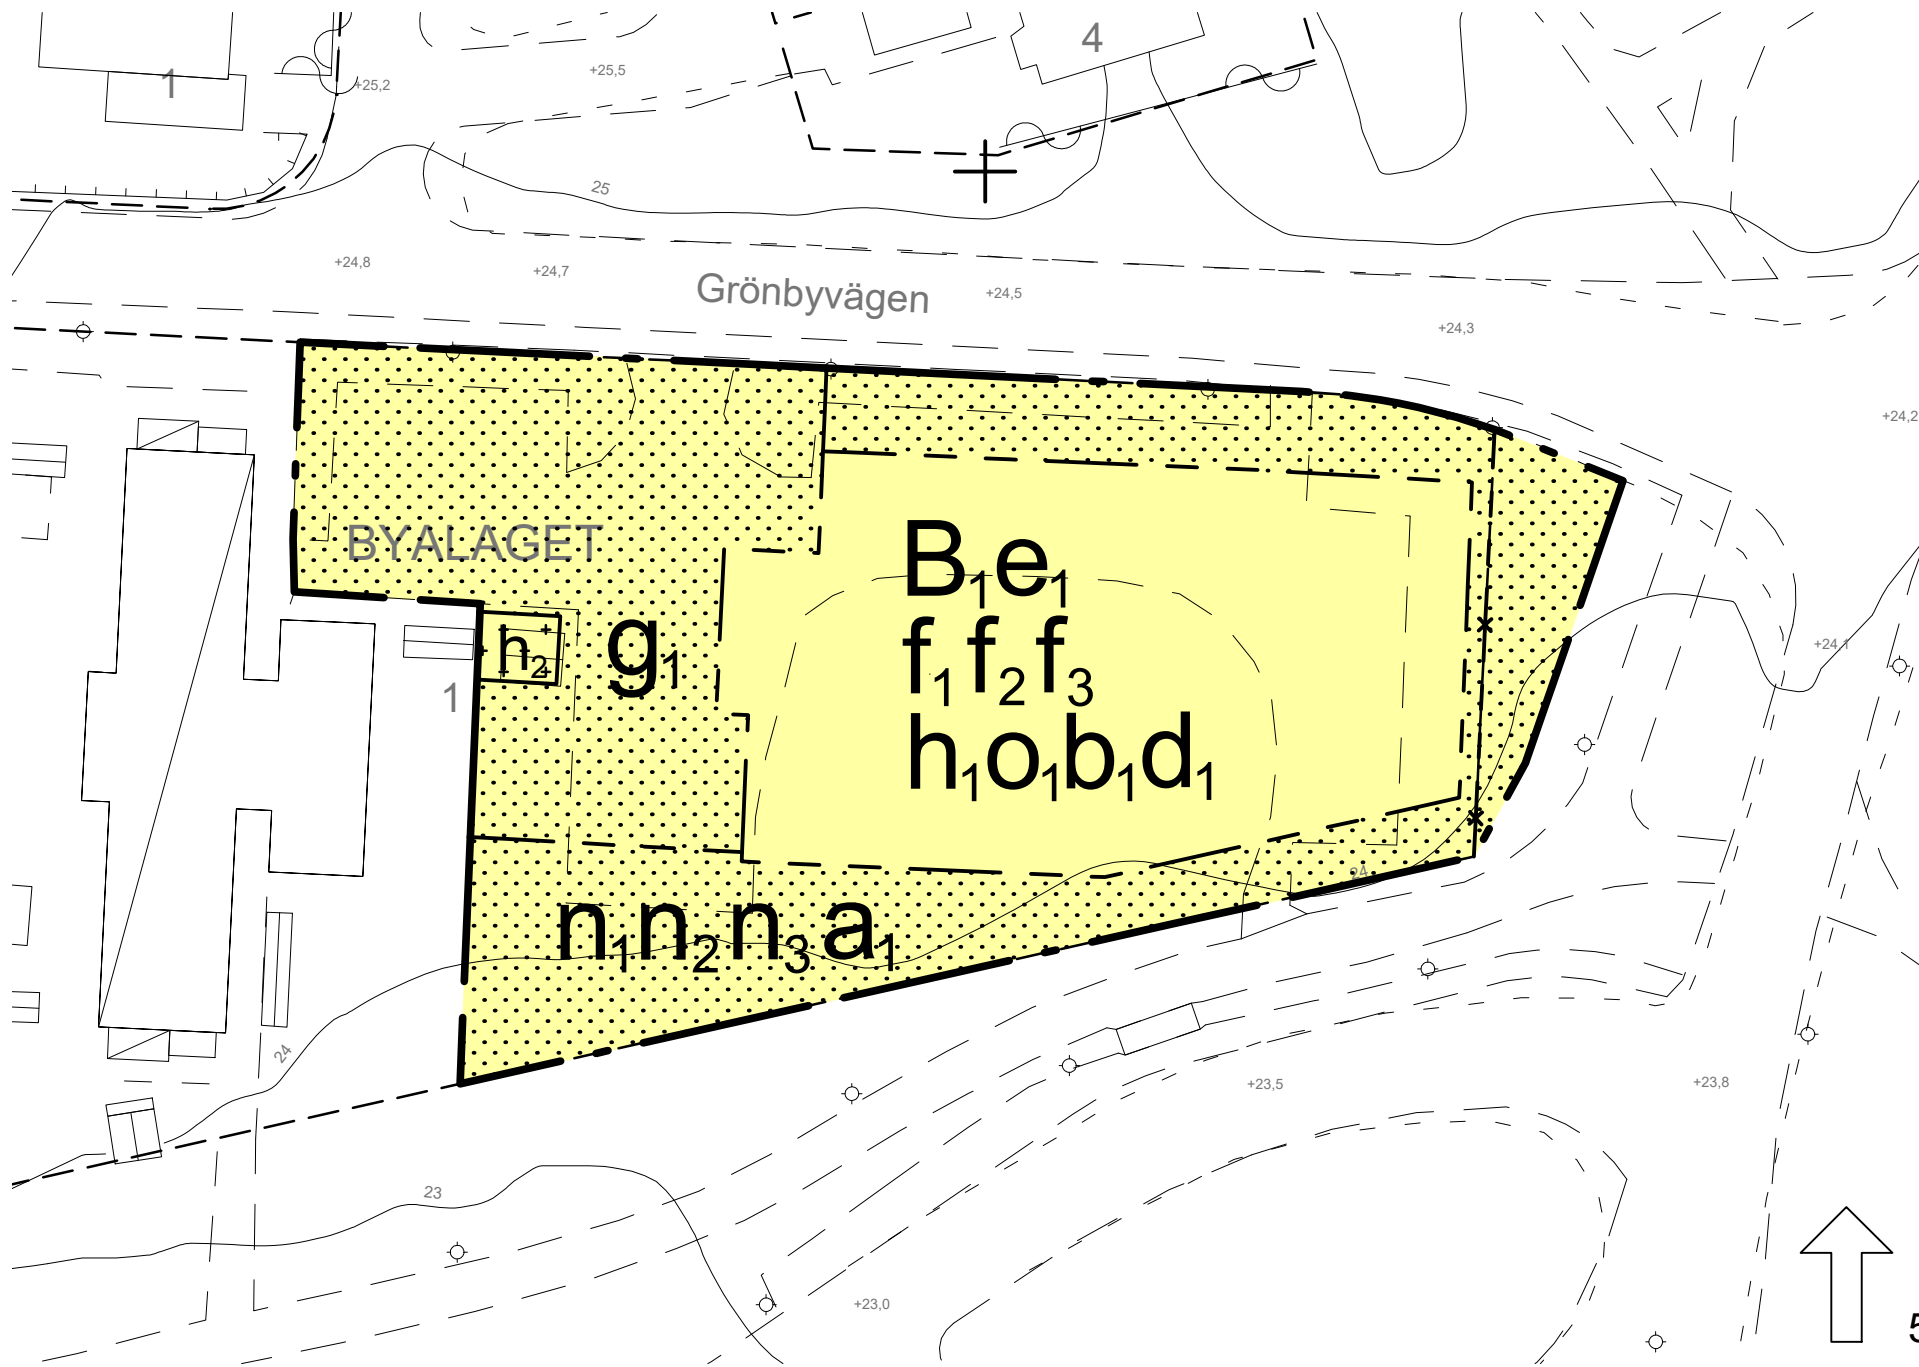 4
1
+25,2
+25,5
25
+24,8
+24,7
Grönbyvägen
+24,5
+24,3
+24,2
BYALAGET
B₁e₁
h₂
g₁
f₁f₂f₃
+24,1
1
h₁o₁b₁d₁
24
n₁n₂n₃a₁
24
+23,5
+23,8
23
+23,0
5